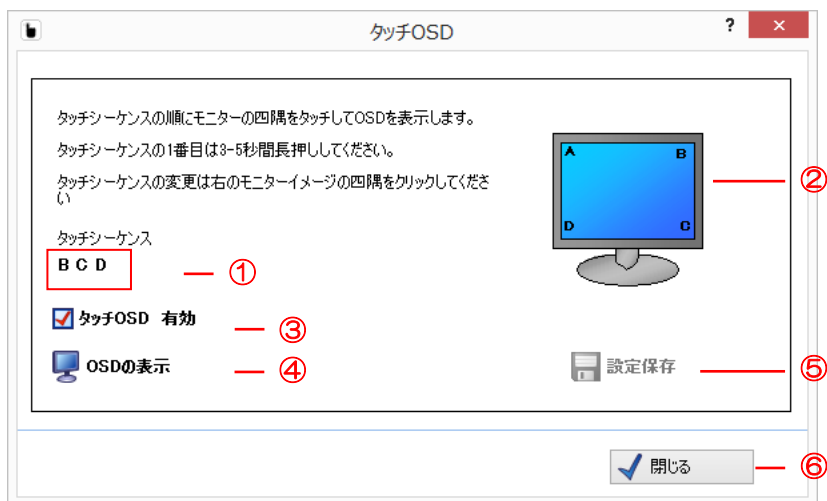 タッチOSD
?
×
タッチシーケンスの順にモニターの四隅をタッチしてOSDを表示します。
タッチシーケンスの1番目は3-5秒間長押ししてください。
タッチシーケンスの変更は右のモニターイメージの四隅をクリックしてくださ
い
A B
D C
②
タッチシーケンス
B C D
①
タッチOSD 有効
③
OSDの表示
④
設定保存
⑤
閉じる
⑥